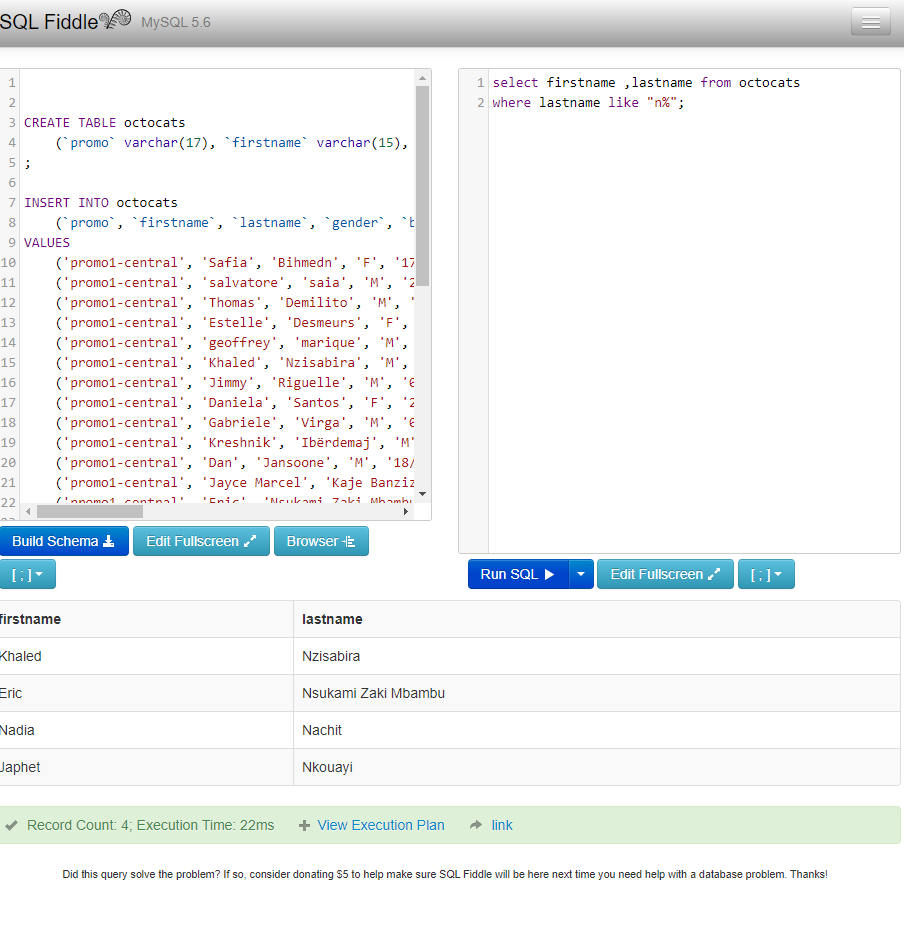 SQL Fiddle MySQL 5.6
1
2
3 CREATE TABLE octocats
4 (`promo` varchar(17), `firstname` varchar(15),
5 ;
6
7 INSERT INTO octocats
8 (`promo`, `firstname`, `lastname`, `gender`, `b
9 VALUES
10 ('promo1-central', 'Safia', 'Bihmedn', 'F', '17
11 ('promo1-central', 'salvatore', 'saia', 'M', '2
12 ('promo1-central', 'Thomas', 'Demilito', 'M', '
13 ('promo1-central', 'Estelle', 'Desmeurs', 'F',
14 ('promo1-central', 'geoffrey', 'marique', 'M',
15 ('promo1-central', 'Khaled', 'Nzisabira', 'M',
16 ('promo1-central', 'Jimmy', 'Riguelle', 'M', '0
17 ('promo1-central', 'Daniela', 'Santos', 'F', '2
18 ('promo1-central', 'Gabriele', 'Virga', 'M', '0
19 ('promo1-central', 'Kreshnik', 'Ibërdemaj', 'M'
20 ('promo1-central', 'Dan', 'Jansoone', 'M', '18/
21 ('promo1-central', 'Jayce Marcel', 'Kaje Banziz
22 ('promo1-central', 'Eric', 'Nsukami Zaki Mbambu
Build Schema Edit Fullscreen Browser
[ ; ]
1 select firstname ,lastname from octocats
2 where lastname like "n%";
Run SQL Edit Fullscreen [ ; ]
firstname lastname
Khaled Nzisabira
Eric Nsukami Zaki Mbambu
Nadia Nachit
Japhet Nkouayi
Record Count: 4; Execution Time: 22ms View Execution Plan link
Did this query solve the problem? If so, consider donating $5 to help make sure SQL Fiddle will be here next time you need help with a database problem. Thanks!